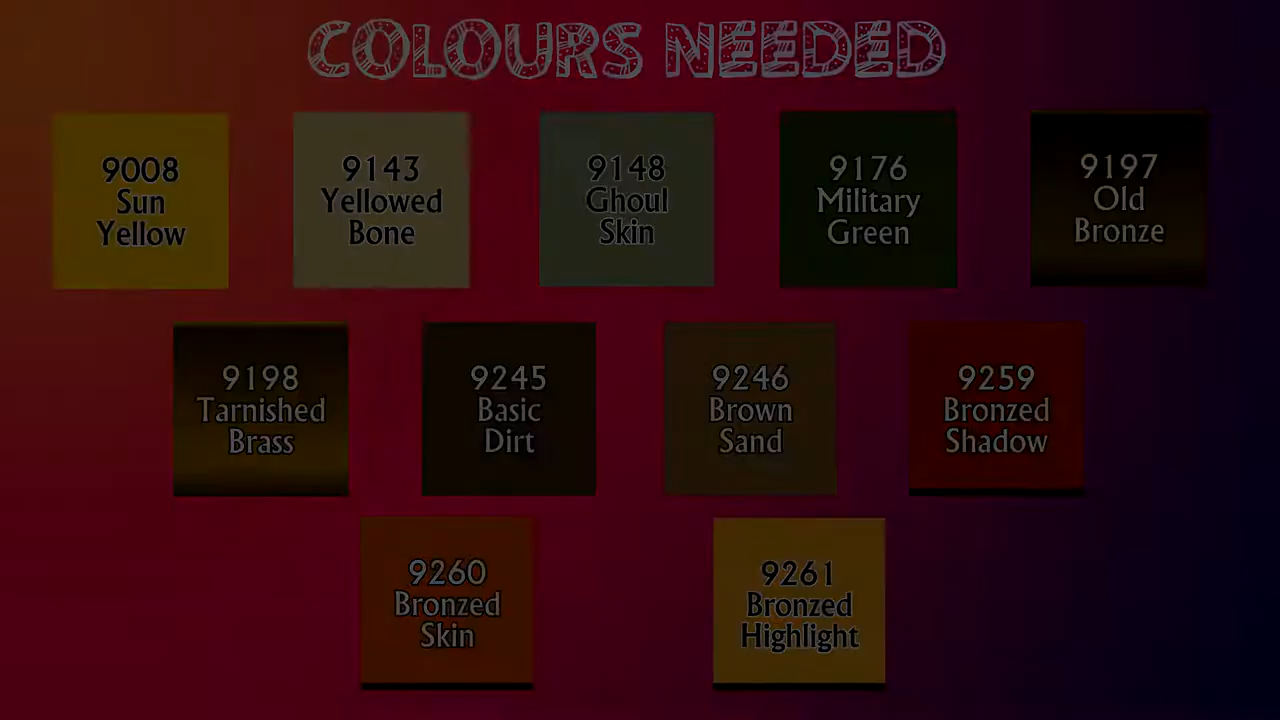 COLOURS NEEDED
9008
Sun
Yellow
9143
Yellowed
Bone
9148
Ghoul
Skin
9176
Military
Green
9197
Old
Bronze
9198
Tarnished
Brass
9245
Basic
Dirt
9246
Brown
Sand
9259
Bronzed
Shadow
9260
Bronzed
Skin
9261
Bronzed
Highlight